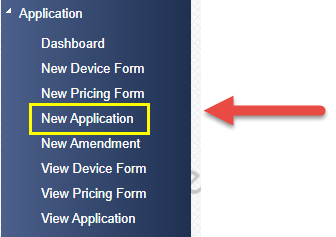 Application
Dashboard
New Device Form
New Pricing Form
New Application
New Amendment
View Device Form
View Pricing Form
View Application